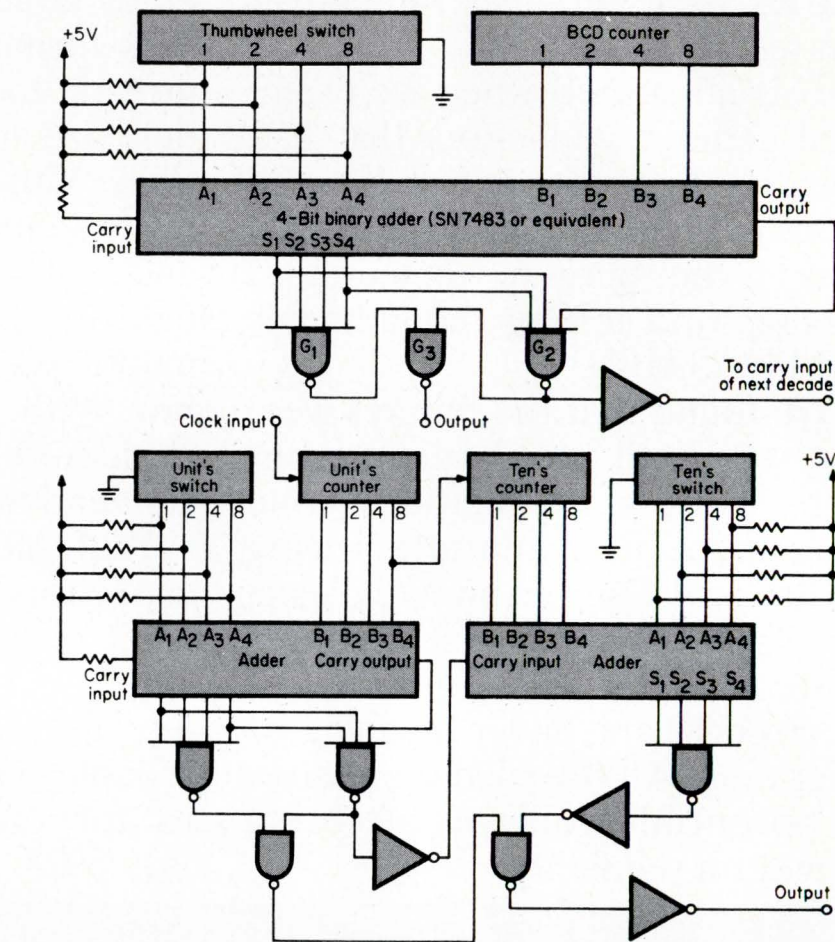 +5V
Thumbwheel switch
1 2 4 8
BCD counter
1 2 4 8
A1 A2 A3 A4
B1 B2 B3 B4
Carry output
4-Bit binary adder (SN 7483 or equivalent)
Carry input
S1 S2 S3 S4
G1
G3
G2
To carry input
of next decade
Clock input
Output
Unit's switch
1 2 4 8
Unit's counter
1 2 4 8
Ten's counter
1 2 4 8
Ten's switch
1 2 4 8
+5V
A1 A2 A3 A4
B1 B2 B3 B4
Adder
Carry output
Carry input
B1 B2 B3 B4
A1 A2 A3 A4
Carry input
Adder
S1 S2 S3 S4
Output